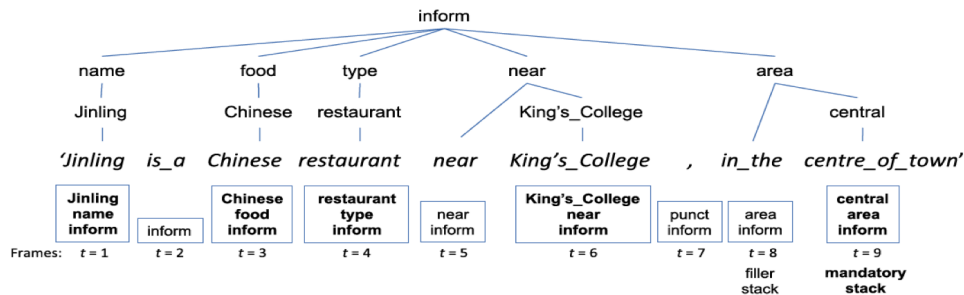 inform
name food type near area
Jinling Chinese restaurant King's_College central
'Jinling is_a Chinese restaurant near King's_College , in_the centre_of_town'
Jinling Chinese restaurant King's_College central
name food type near near punct area area
inform inform inform inform inform inform inform inform inform
Frames: t = 1 t = 2 t = 3 t = 4 t = 5 t = 6 t = 7 t = 8 t = 9
filler mandatory
stack stack